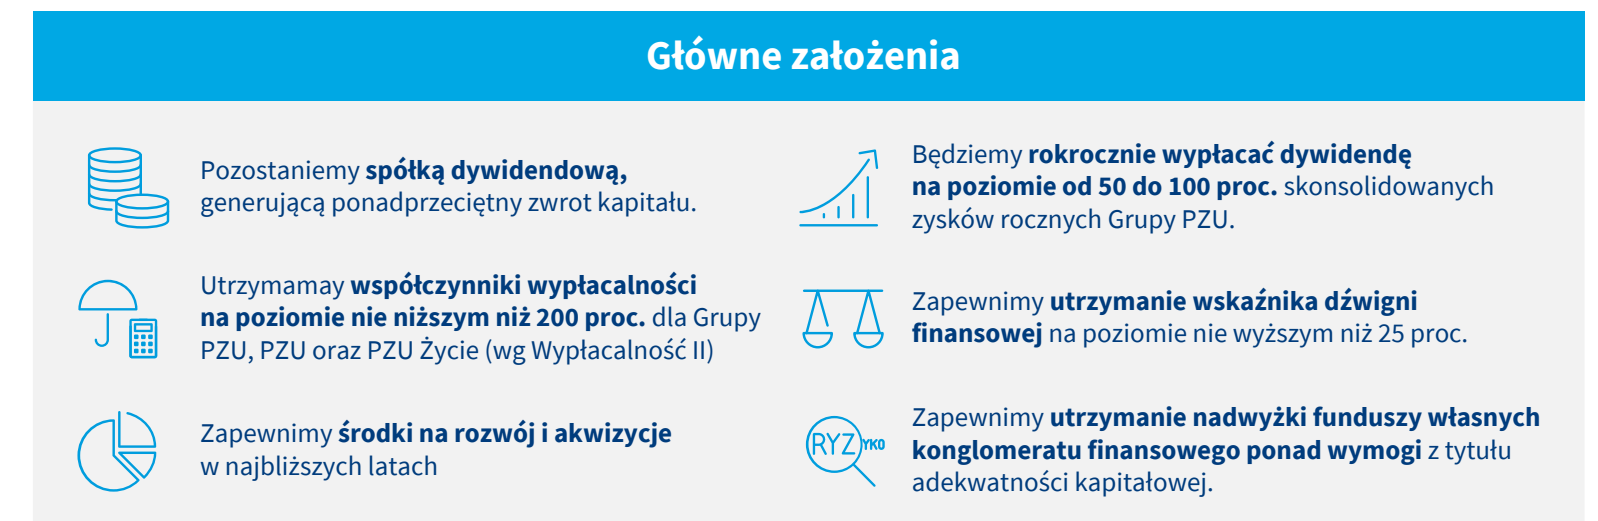 Główne założenia
Pozostaniemy spółką dywidendową,
generującą ponadprzeciętny zwrot kapitału.
Będziemy rokrocznie wypłacać dywidendę
na poziomie od 50 do 100 proc. skonsolidowanych
zysków rocznych Grupy PZU.
Utrzymamay współczynniki wypłacalności
na poziomie nie niższym niż 200 proc. dla Grupy
PZU, PZU oraz PZU Życie (wg Wypłacalność II)
Zapewnimy utrzymanie wskaźnika dźwigni
finansowej na poziomie nie wyższym niż 25 proc.
Zapewnimy środki na rozwój i akwizycje
w najbliższych latach
RYZYKO
Zapewnimy utrzymanie nadwyżki funduszy własnych
konglomeratu finansowego ponad wymogi z tytułu
adekwatności kapitałowej.